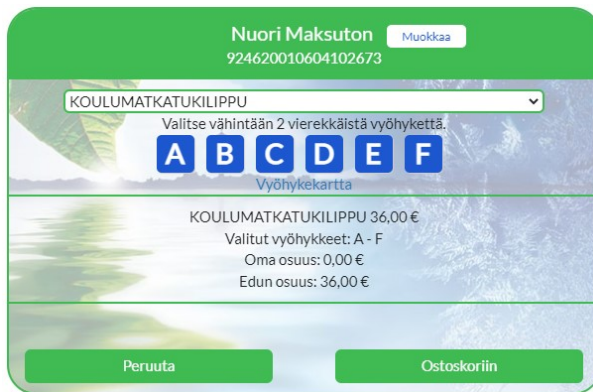 Nuori Maksuton Muokkaa
924620010604102673
KOULUMATKATUKILIPPU
Valitse vähintään 2 vierekkäistä vyöhykettä.
A B C D E F
Vyöhykekartta
KOULUMATKATUKILIPPU 36,00 €
Valitut vyöhykkeet: A - F
Oma osuus: 0,00 €
Edun osuus: 36,00 €
Peruuta Ostoskoriin